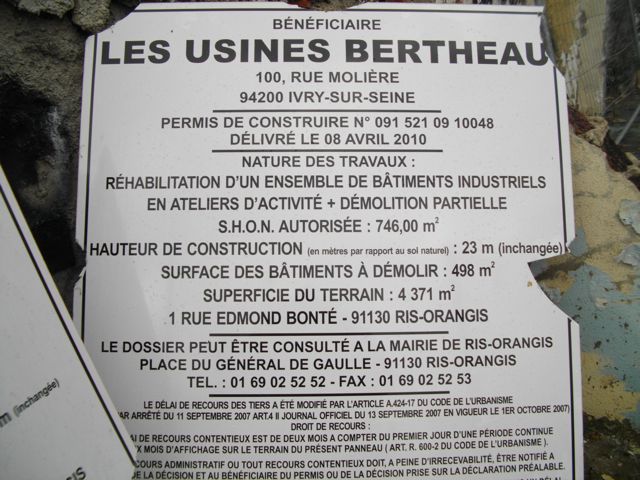 BÉNÉFICIAIRE
LES USINES BERTHEAU
100, RUE MOLIÈRE
94200 IVRY-SUR-SEINE
PERMIS DE CONSTRUIRE N° 091 521 09 10048
DÉLIVRÉ LE 08 AVRIL 2010
NATURE DES TRAVAUX :
RÉHABILITATION D'UN ENSEMBLE DE BÂTIMENTS INDUSTRIELS
EN ATELIERS D'ACTIVITÉ + DÉMOLITION PARTIELLE
S.H.O.N. AUTORISÉE : 746,00 m²
HAUTEUR DE CONSTRUCTION (en mètres par rapport au sol naturel) : 23 m (inchangée)
SURFACE DES BÂTIMENTS À DÉMOLIR : 498 m²
SUPERFICIE DU TERRAIN : 4 371 m²
1 RUE EDMOND BONTÉ - 91130 RIS-ORANGIS
LE DOSSIER PEUT ÊTRE CONSULTÉ A LA MAIRIE DE RIS-ORANGIS
PLACE DU GÉNÉRAL DE GAULLE - 91130 RIS-ORANGIS
TEL. : 01 69 02 52 52 - FAX : 01 69 02 52 53
LE DÉLAI DE RECOURS DES TIERS A ÉTÉ MODIFIÉ PAR L'ARTICLE A.424-17 DU CODE DE L'URBANISME
AR ARRÊTÉ DU 11 SEPTEMBRE 2007 ART.4 II JOURNAL OFFICIEL DU 13 SEPTEMBRE 2007 EN VIGUEUR LE 1ER OCTOBRE 2007)
DROIT DE RECOURS :
AI DE RECOURS CONTENTIEUX EST DE DEUX MOIS A COMPTER DU PREMIER JOUR D'UNE PÉRIODE CONTINUE
X MOIS D'AFFICHAGE SUR LE TERRAIN DU PRÉSENT PANNEAU ( ART. R. 600-2 DU CODE DE L'URBANISME ).
COURS ADMINISTRATIF OU TOUT RECOURS CONTENTIEUX DOIT, A PEINE D'IRRECEVABILITÉ, ÊTRE NOTIFIÉ A
DE LA DÉCISION ET AU BÉNÉFICIAIRE DU PERMIS OU DE LA DÉCISION PRISE SUR LA DÉCLARATION PRÉALABLE.
m (inchangée)
NGIS